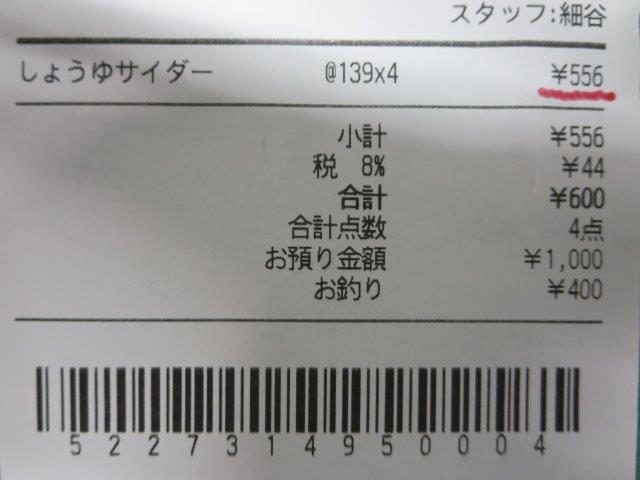 スタッフ:細谷
しょうゆサイダー @139x4 ¥556
小計 ¥556
税 8% ¥44
合計 ¥600
合計点数 4点
お預り金額 ¥1,000
お釣り ¥400
5227314950004